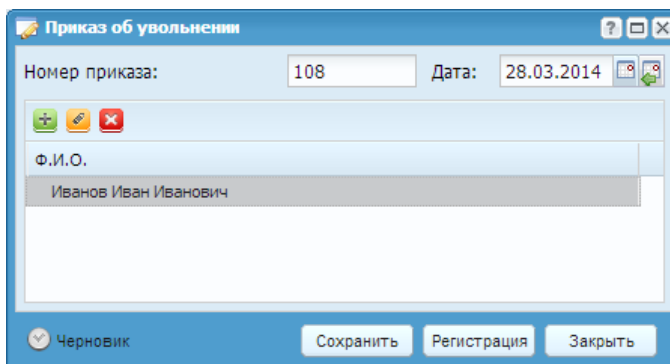 Приказ об увольнении
Номер приказа: 108 Дата: 28.03.2014
Ф.И.О.
Иванов Иван Иванович
Черновик Сохранить Регистрация Закрыть